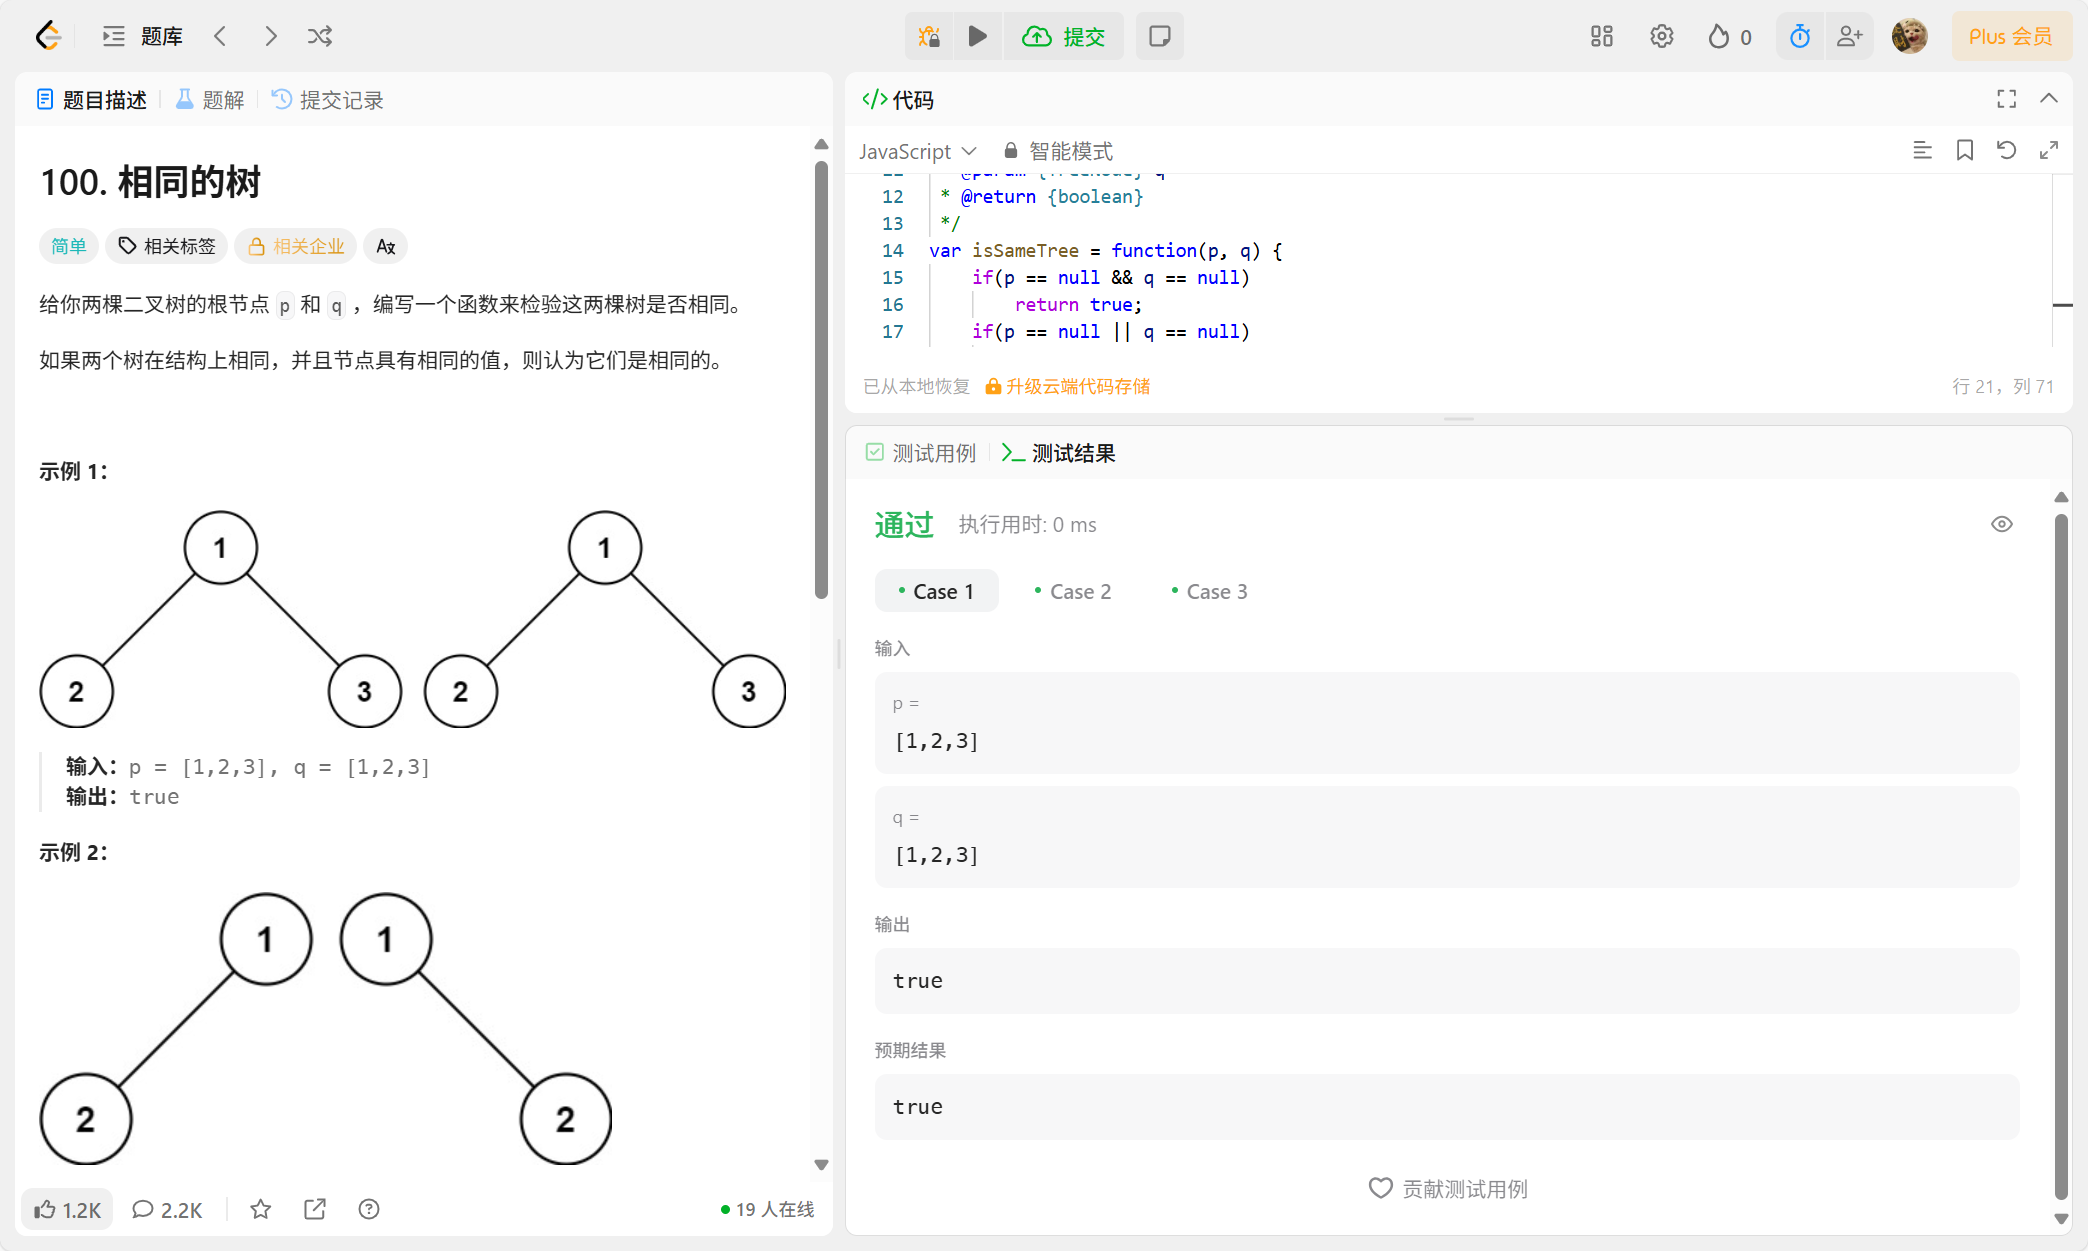 题库
提交
0
Plus 会员
题目描述
题解
提交记录
100. 相同的树
简单
相关标签
相关企业
给你两棵二叉树的根节点 p 和 q ，编写一个函数来检验这两棵树是否相同。
如果两个树在结构上相同，并且节点具有相同的值，则认为它们是相同的。
示例 1：
1
1
2
3
2
3
输入：p = [1,2,3], q = [1,2,3]
输出：true
示例 2：
1
1
2
2
1.2K
2.2K
19 人在线
</>代码
JavaScript
智能模式
12 * @return {boolean}
13 */
14 var isSameTree = function(p, q) {
15 if(p == null && q == null)
16 return true;
17 if(p == null || q == null)
已从本地恢复
升级云端代码存储
行 21，列 71
测试用例
测试结果
通过
执行用时: 0 ms
Case 1
Case 2
Case 3
输入
p =
[1,2,3]
q =
[1,2,3]
输出
true
预期结果
true
贡献测试用例